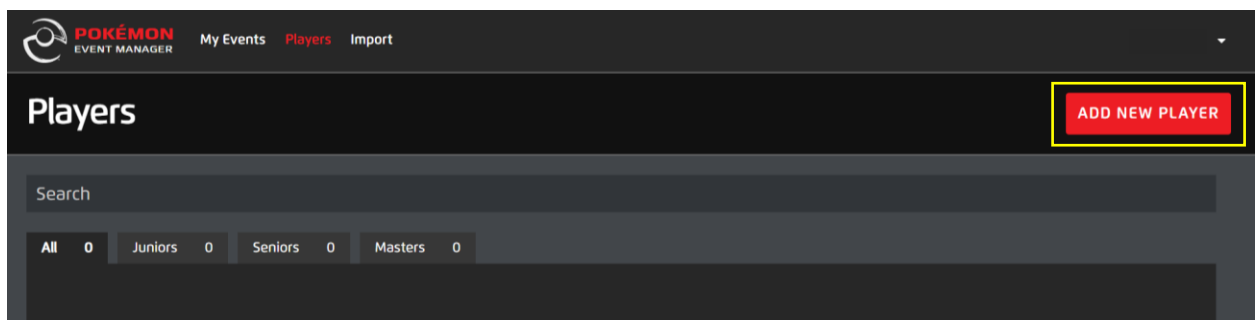 POKÉMON
EVENT MANAGER
My Events Players Import
Players
ADD NEW PLAYER
Search
All 0 Juniors 0 Seniors 0 Masters 0